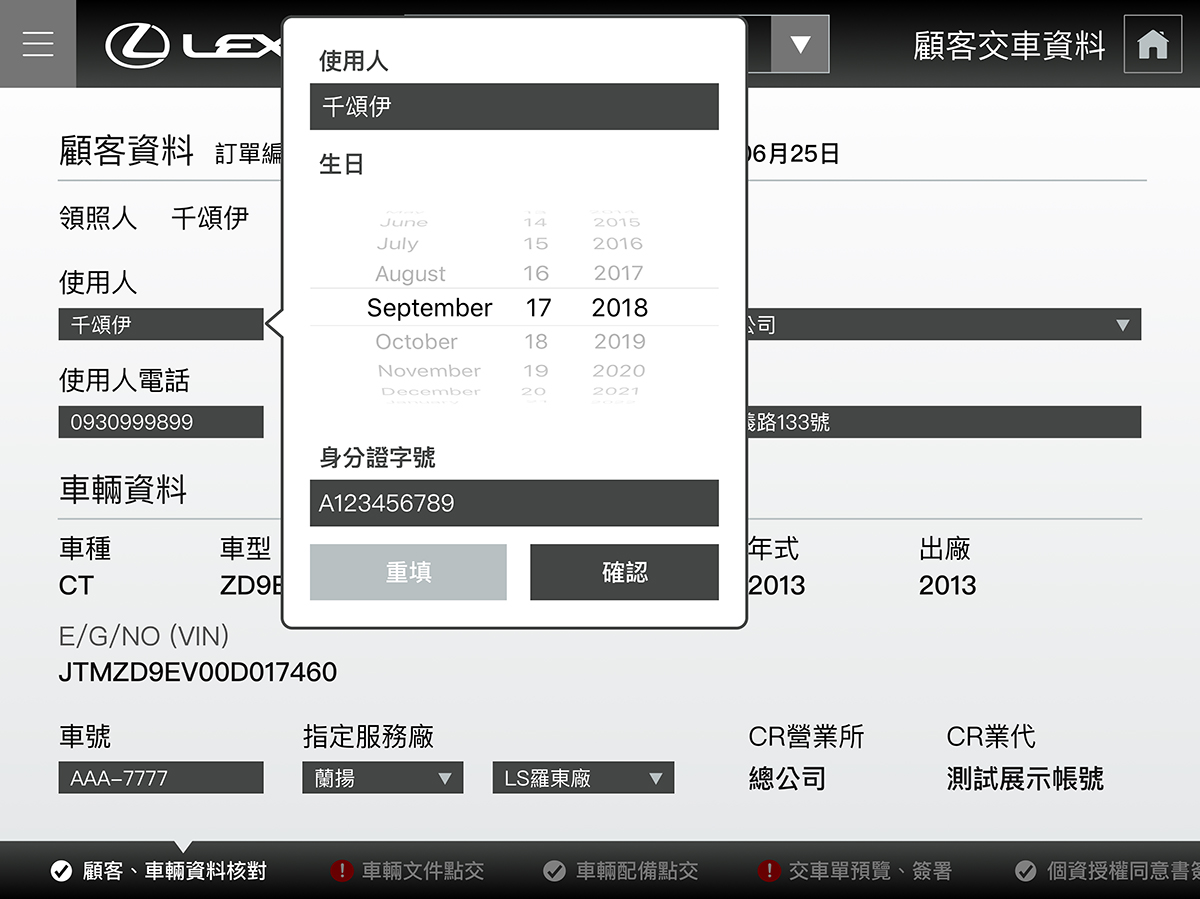 LEX
顧客交車資料
顧客資料 訂單編
06月25日
領照人 千頌伊
使用人
千頌伊
公司
使用人電話
0930999899
義路133號
使用人
千頌伊
生日
June 14 2015
July 15 2016
August 16 2017
September 17 2018
October 18 2019
November 19 2020
December 20 2021
身分證字號
A123456789
重填 確認
車輛資料
車種 車型 年式 出廠
CT ZD9E 2013 2013
E/G/NO (VIN)
JTMZD9EV00D017460
車號 指定服務廠 CR營業所 CR業代
AAA-7777 蘭揚 LS羅東廠 總公司 測試展示帳號
顧客、車輛資料核對 車輛文件點交 車輛配備點交 交車單預覽、簽署 個資授權同意書簽